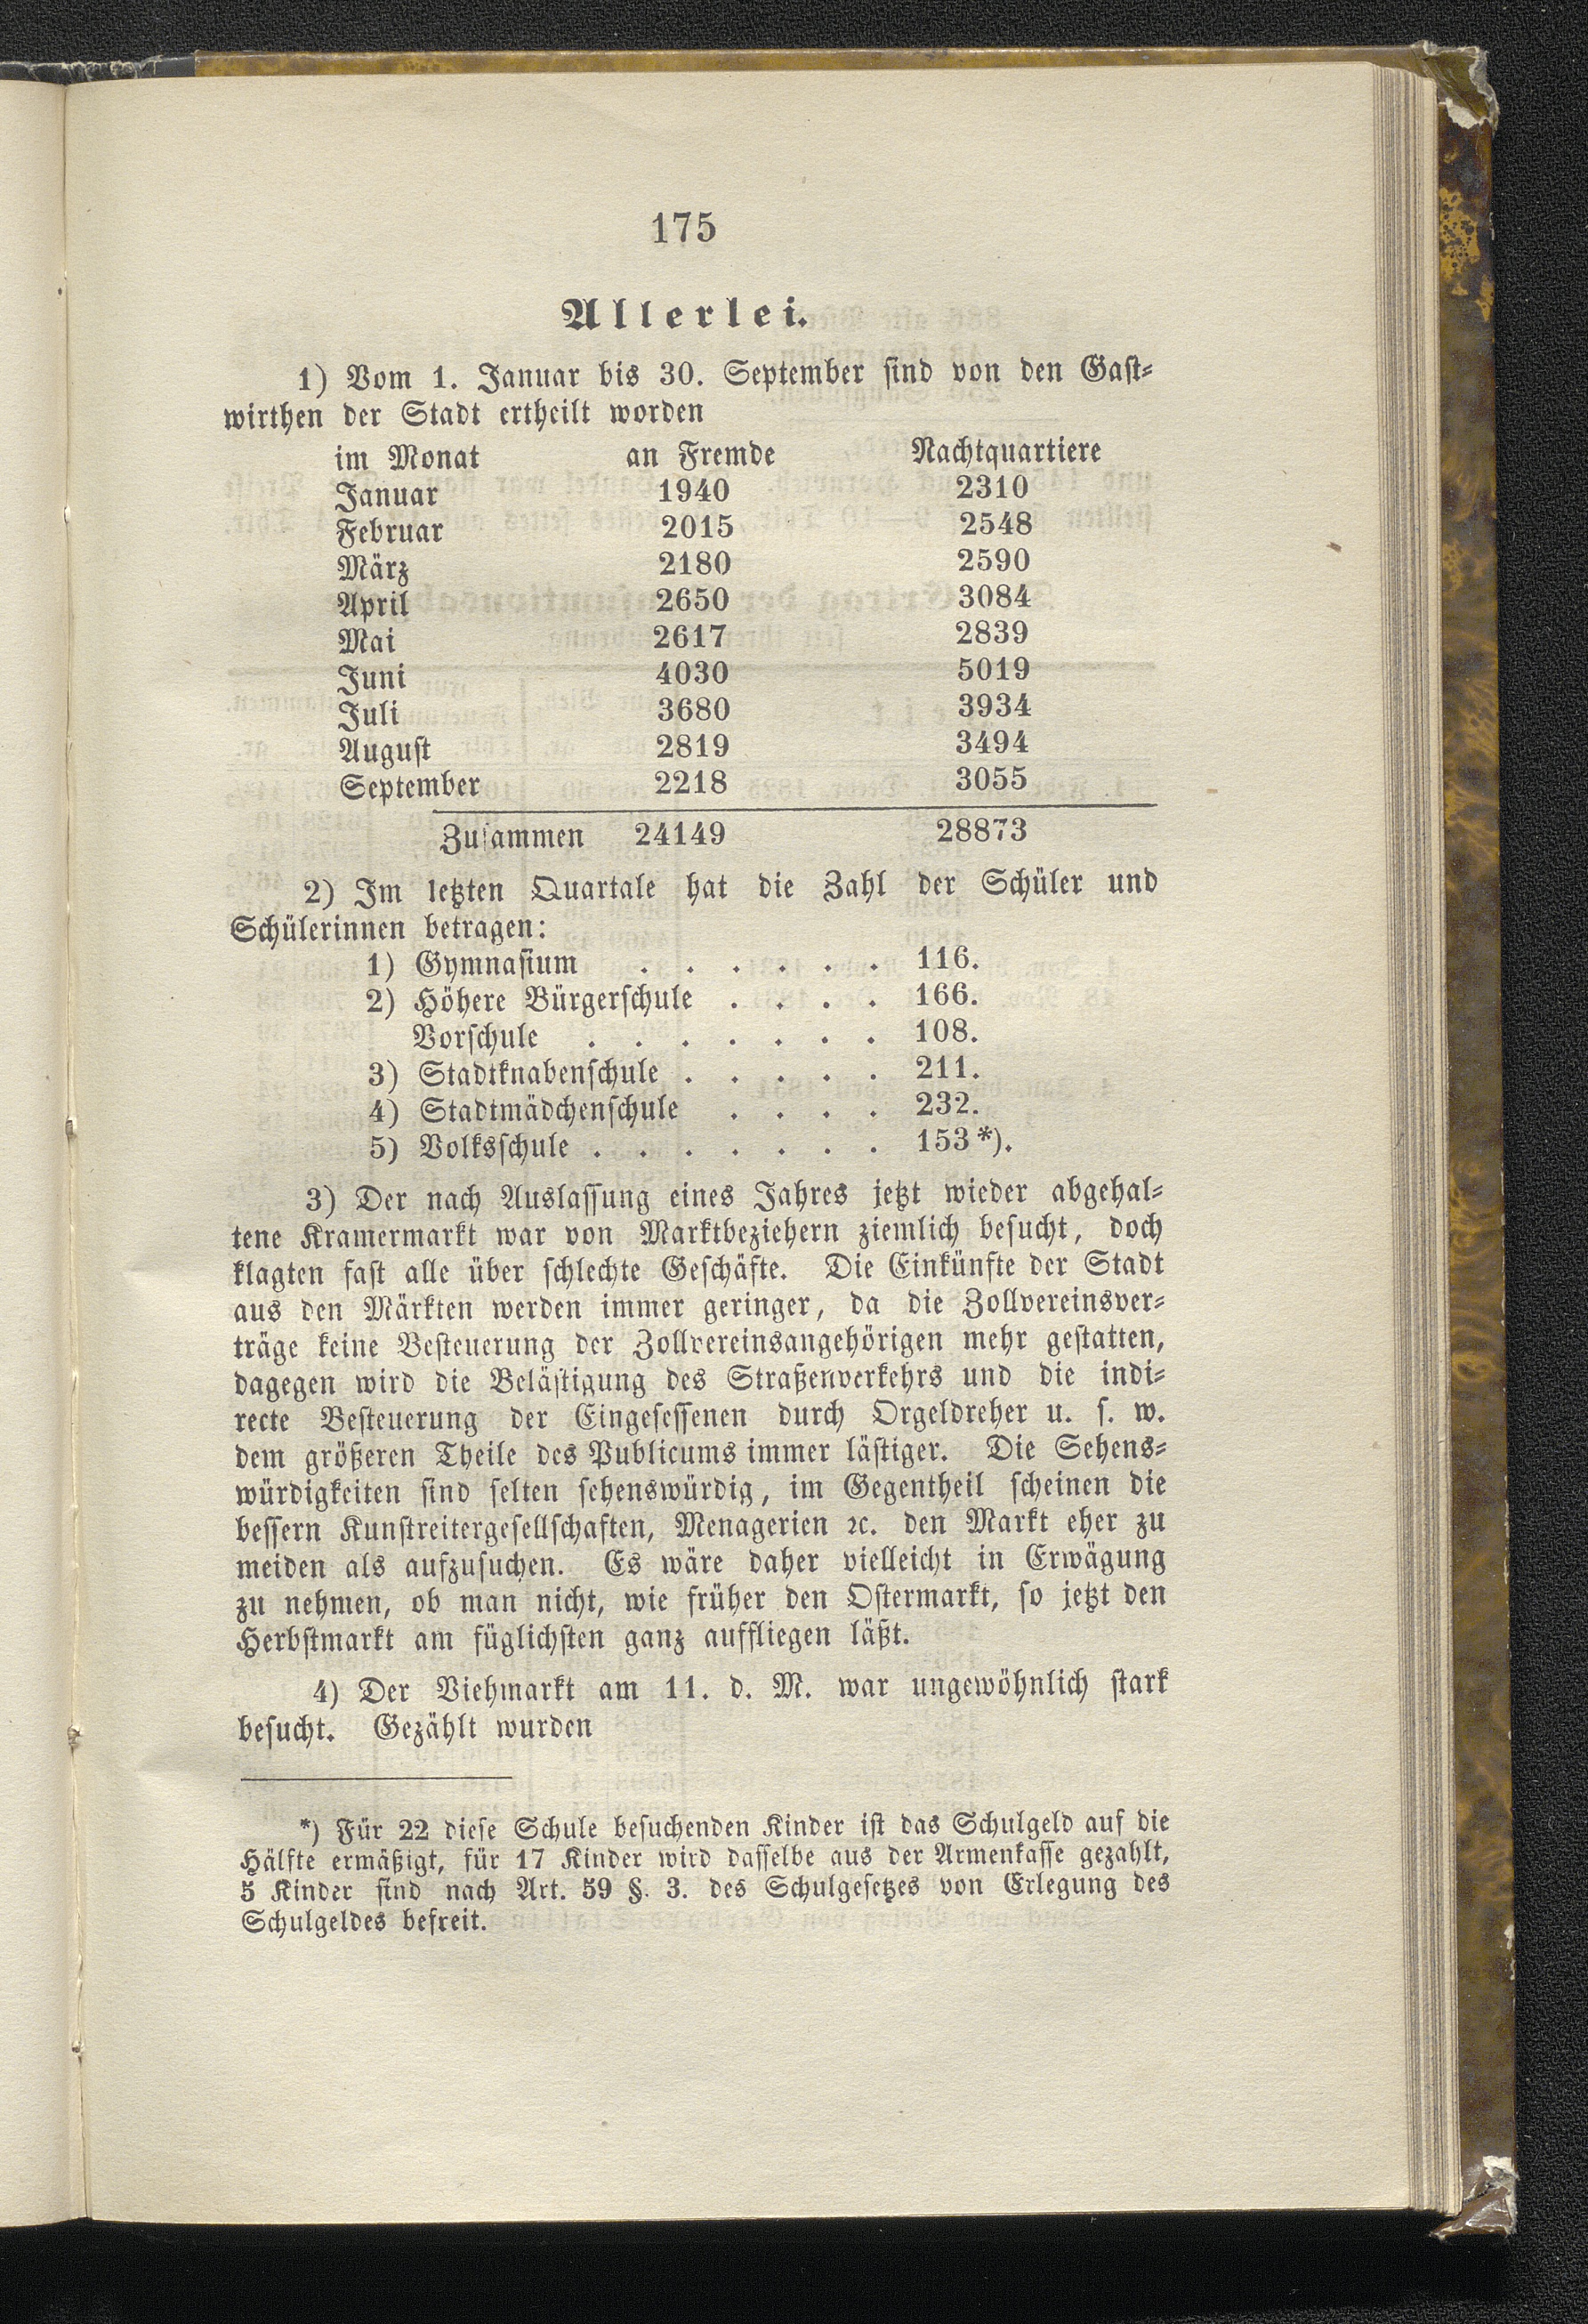 175
Allerlei.
1) Vom 1. Januar bis 30. September sind von den Gast-
wirthen der Stadt ertheilt worden
im Monat an Fremde Nachtquartiere
Januar 1940 2310
Februar 2015 2548
März 2180 2590
April 2650 3084
Mai 2617 2839
Juni 4030 5019
Juli 3680 3934
August 2819 3494
September 2218 3055
Zusammen 24149 28873
2) Im letzten Quartale hat die Zahl der Schüler und
Schülerinnen betragen:
1) Gymnasium . . . . . . 116.
2) Höhere Bürgerschule . . . . 166.
Vorschule . . . . . . . 108.
3) Stadtknabenschule . . . . . 211.
4) Stadtmädchenschule . . . . 232.
5) Volksschule . . . . . . . 153*).
3) Der nach Auslassung eines Jahres jetzt wieder abgehal-
tene Kramermarkt war von Marktbeziehern ziemlich besucht, doch
klagten fast alle über schlechte Geschäfte. Die Einkünfte der Stadt
aus den Märkten werden immer geringer, da die Zollvereinsver-
träge keine Besteuerung der Zollvereinsangehörigen mehr gestatten,
dagegen wird die Belästigung des Straßenverkehrs und die indi-
recte Besteuerung der Eingesessenen durch Orgeldreher u. s. w.
dem größeren Theile des Publicums immer lästiger. Die Sehens-
würdigkeiten sind selten sehenswürdig, im Gegentheil scheinen die
bessern Kunstreitergesellschaften, Menagerien ꝛc. den Markt eher zu
meiden als aufzusuchen. Es wäre daher vielleicht in Erwägung
zu nehmen, ob man nicht, wie früher den Ostermarkt, so jetzt den
Herbstmarkt am füglichsten ganz auffliegen läßt.
4) Der Viehmarkt am 11. d. M. war ungewöhnlich stark
besucht. Gezählt wurden
*) Für 22 diese Schule besuchenden Kinder ist das Schulgeld auf die
Hälfte ermäßigt, für 17 Kinder wird dasselbe aus der Armenkasse gezahlt,
5 Kinder sind nach Art. 59 §. 3. des Schulgesetzes von Erlegung des
Schulgeldes befreit.